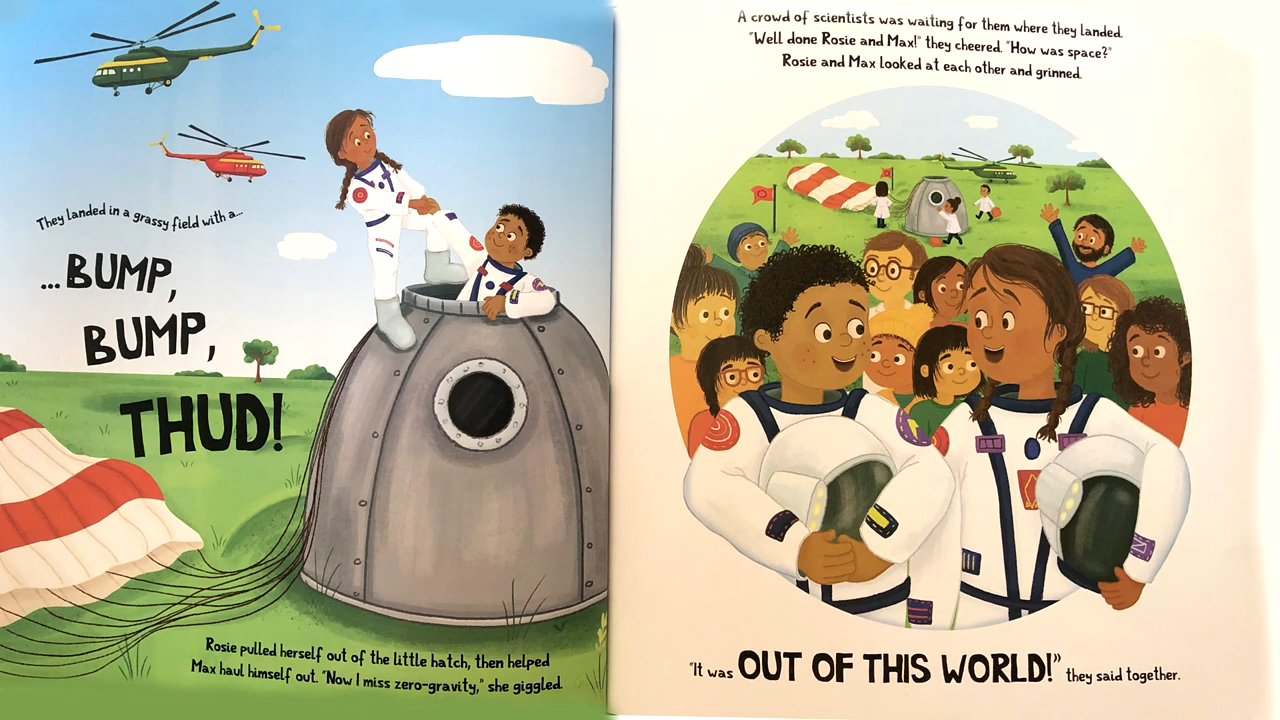 They landed in a grassy field with a...
...BUMP,
BUMP,
THUD!
Rosie pulled herself out of the little hatch, then helped
Max haul himself out. "Now I miss zero-gravity," she giggled.
A crowd of scientists was waiting for them where they landed.
"Well done Rosie and Max!" they cheered. "How was space?"
Rosie and Max looked at each other and grinned.
"It was OUT OF THIS WORLD!" they said together.